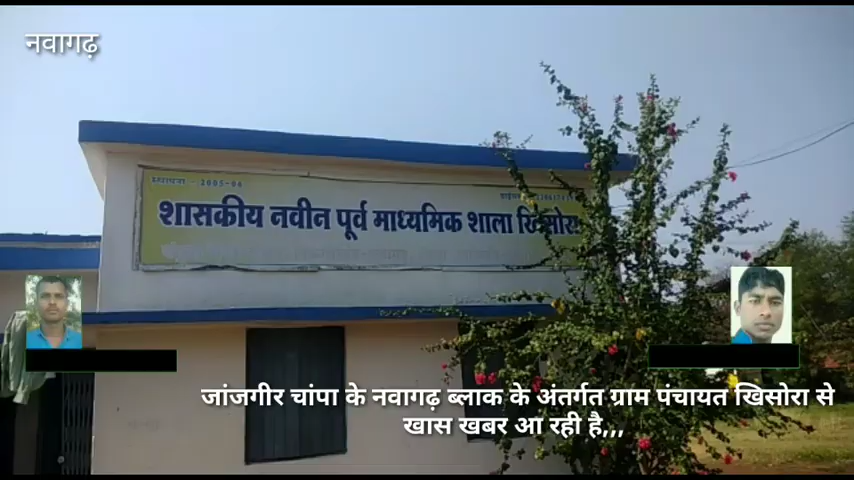 नवागढ़
स्थापना - 2005-06
शासकीय नवीन पूर्व माध्यमिक शाला खिसोरा
जांजगीर चांपा के नवागढ़ ब्लाक के अंतर्गत ग्राम पंचायत खिसोरा से
खास खबर आ रही है,,,